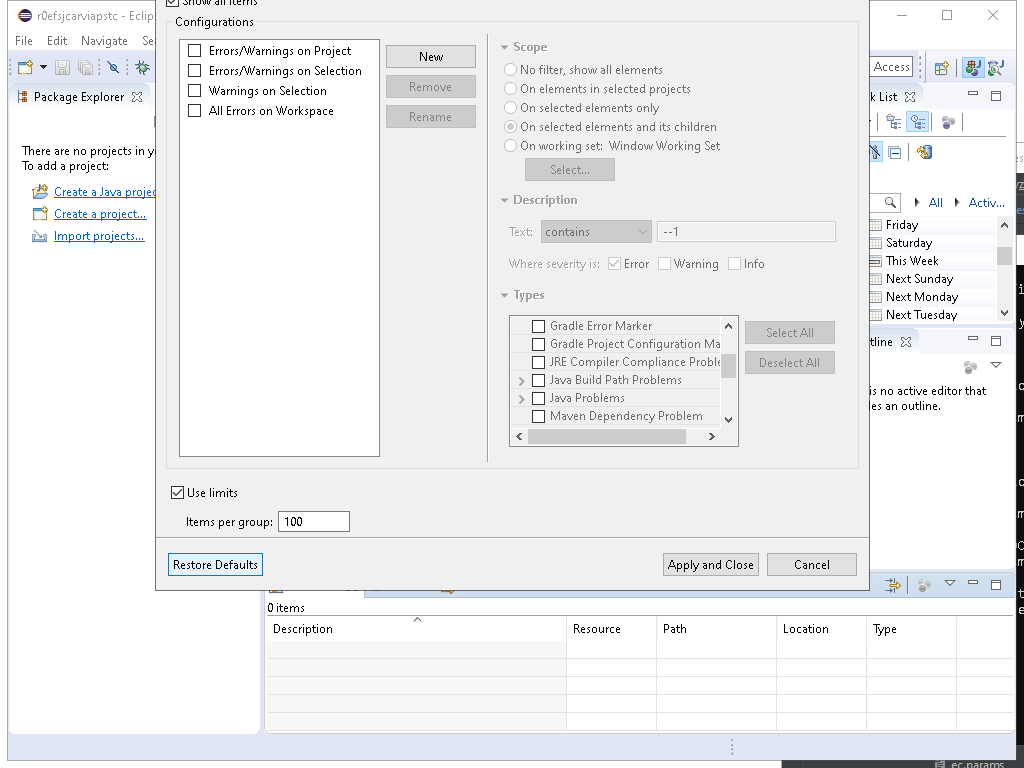 r0efsjcarviapstc - Eclip
Show all items
File Edit Navigate Se
Configurations
Errors/Warnings on Project
Errors/Warnings on Selection
Warnings on Selection
All Errors on Workspace
New
Remove
Rename
Scope
No filter, show all elements
On elements in selected projects
On selected elements only
On selected elements and its children
On working set: Window Working Set
Select...
Description
Text: contains --1
Where severity is: Error Warning Info
Types
Gradle Error Marker
Gradle Project Configuration Ma
JRE Compiler Compliance Proble
Java Build Path Problems
Java Problems
Maven Dependency Problem
Select All
Deselect All
Use limits
Items per group: 100
Restore Defaults
Apply and Close
Cancel
Package Explorer
There are no projects in y
To add a project:
Create a Java projec
Create a project...
Import projects...
Access
k List
All Activ...
Friday
Saturday
This Week
Next Sunday
Next Monday
Next Tuesday
tline
is no active editor that
les an outline.
0 items
Description Resource Path Location Type
ec.params